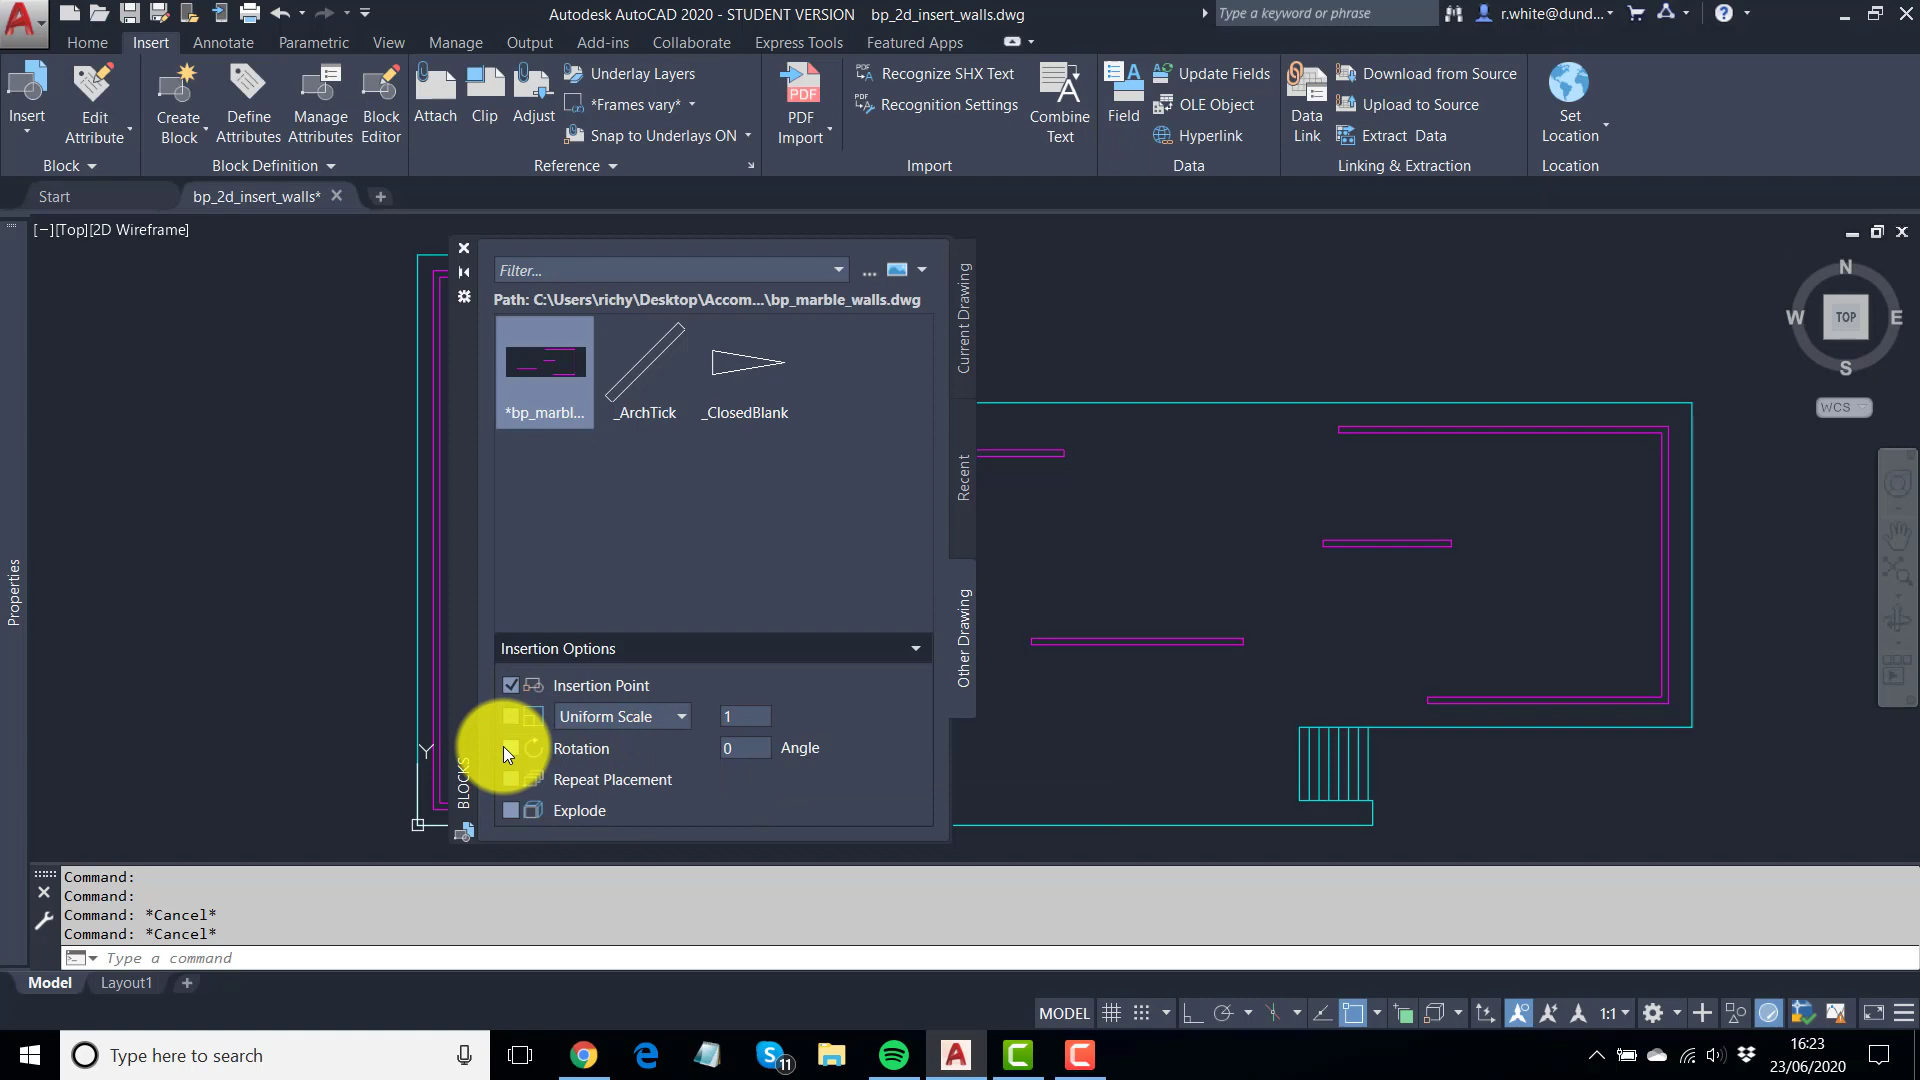 Autodesk AutoCAD 2020 - STUDENT VERSION bp_2d_insert_walls.dwg
Type a keyword or phrase
r.white@dund...
Home Insert Annotate Parametric View Manage Output Add-ins Collaborate Express Tools Featured Apps
Insert
Edit Attribute
Create Block
Define Attributes
Manage Attributes
Block Editor
Attach
Clip
Adjust
Underlay Layers
*Frames vary*
Snap to Underlays ON
PDF Import
Recognize SHX Text
Recognition Settings
Combine Text
Field
Update Fields
OLE Object
Hyperlink
Data Link
Download from Source
Upload to Source
Extract Data
Set Location
Block Block Definition Reference Import Data Linking & Extraction Location
Start bp_2d_insert_walls*
[−][Top][2D Wireframe]
Filter...
Path: C:\Users\richy\Desktop\Accom...\bp_marble_walls.dwg
*bp_marbl... _ArchTick _ClosedBlank
Current Drawing
Recent
Other Drawing
Insertion Options
Insertion Point
Uniform Scale 1
Rotation 0 Angle
Repeat Placement
Explode
BLOCKS
Properties
Y
N
W TOP E
S
WCS
Command:
Command:
Command: *Cancel*
Command: *Cancel*
Type a command
Model Layout1
MODEL 1:1
Type here to search
11
16:23
23/06/2020